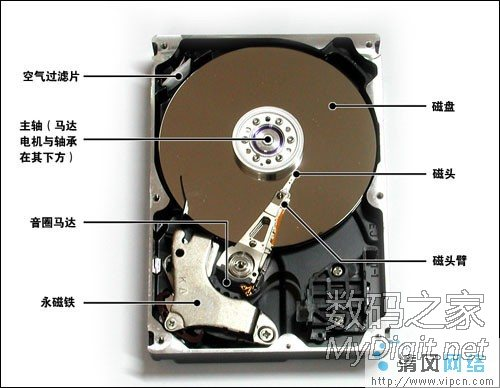 空气过滤片
主轴（马达
电机与轴承
在其下方）
音圈马达
永磁铁
磁盘
磁头
磁头臂
数码之家
MyDigit.net
清风网络
http://www.vipcn.com